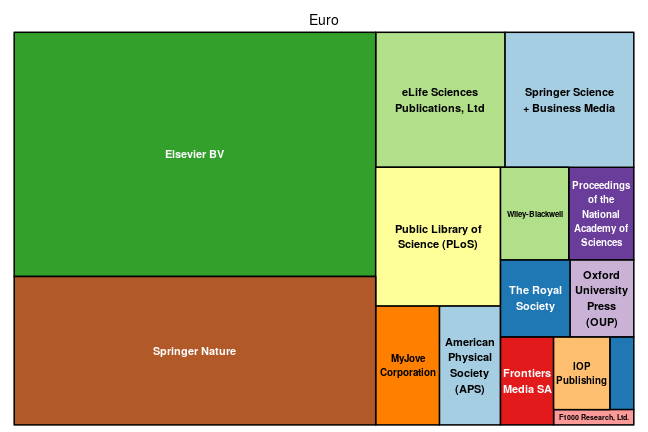 Euro
Elsevier BV
eLife Sciences
Publications, Ltd
Springer Science
+ Business Media
Public Library of
Science (PLoS)
Wiley-Blackwell
Proceedings
of the
National
Academy of
Sciences
Springer Nature
The Royal
Society
Oxford
University
Press
(OUP)
MyJove
Corporation
American
Physical
Society
(APS)
Frontiers
Media SA
IOP
Publishing
F1000 Research, Ltd.